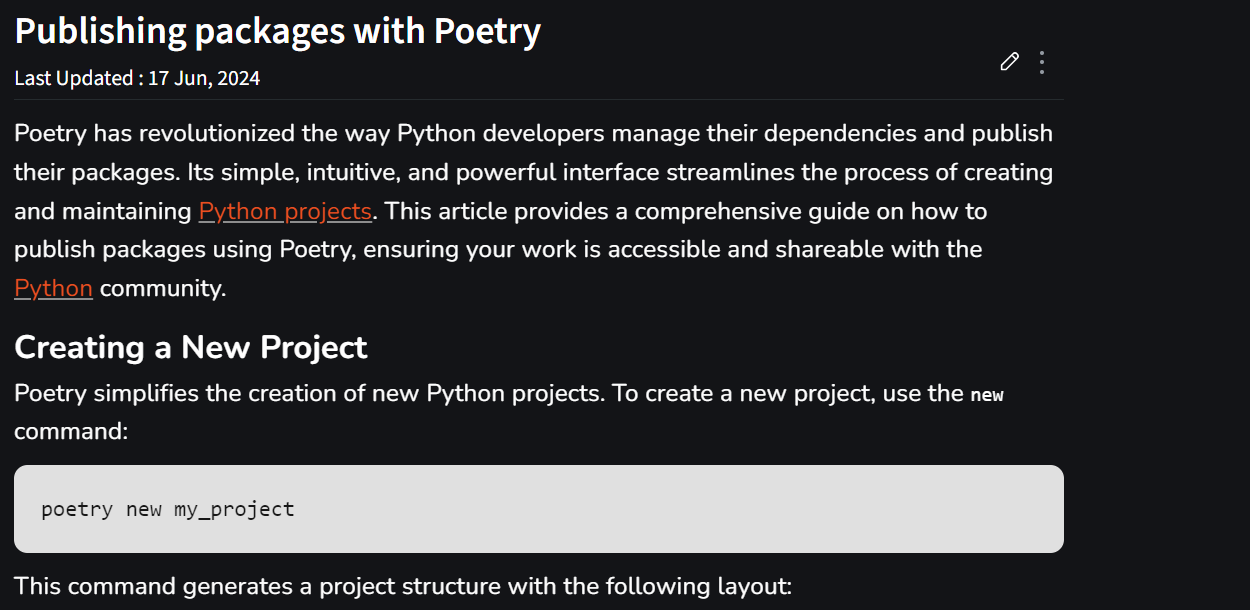 Publishing packages with Poetry
Last Updated : 17 Jun, 2024
Poetry has revolutionized the way Python developers manage their dependencies and publish
their packages. Its simple, intuitive, and powerful interface streamlines the process of creating
and maintaining Python projects. This article provides a comprehensive guide on how to
publish packages using Poetry, ensuring your work is accessible and shareable with the
Python community.
Creating a New Project
Poetry simplifies the creation of new Python projects. To create a new project, use the new
command:
poetry new my_project
This command generates a project structure with the following layout: